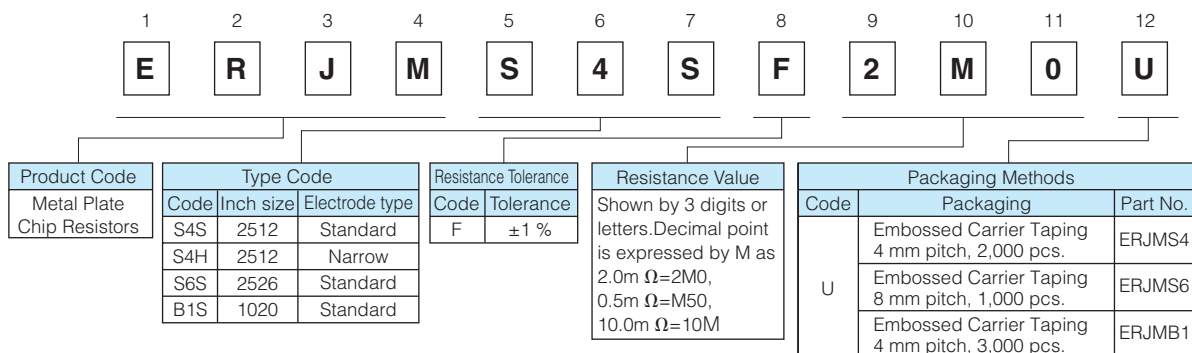 1 2 3 4 5 6 7 8 9 10 11 12
E R J M S 4 S F 2 M 0 U
Product Code
Metal Plate
Chip Resistors
Type Code
Code Inch size Electrode type
S4S 2512 Standard
S4H 2512 Narrow
S6S 2526 Standard
B1S 1020 Standard
Resistance Tolerance
Code Tolerance
F ±1 %
Resistance Value
Shown by 3 digits or
letters.Decimal point
is expressed by M as
2.0m Ω=2M0,
0.5m Ω=M50,
10.0m Ω=10M
Packaging Methods
Code Packaging Part No.
U
Embossed Carrier Taping
4 mm pitch, 2,000 pcs.
ERJMS4
Embossed Carrier Taping
8 mm pitch, 1,000 pcs.
ERJMS6
Embossed Carrier Taping
4 mm pitch, 3,000 pcs.
ERJMB1